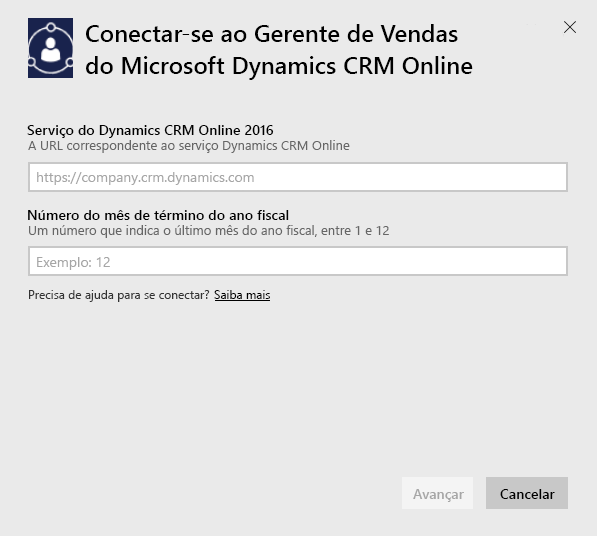 Conectar-se ao Gerente de Vendas
do Microsoft Dynamics CRM Online
Serviço do Dynamics CRM Online 2016
A URL correspondente ao serviço Dynamics CRM Online
https://company.crm.dynamics.com
Número do mês de término do ano fiscal
Um número que indica o último mês do ano fiscal, entre 1 e 12
Exemplo: 12
Precisa de ajuda para se conectar? Saiba mais
Avançar Cancelar